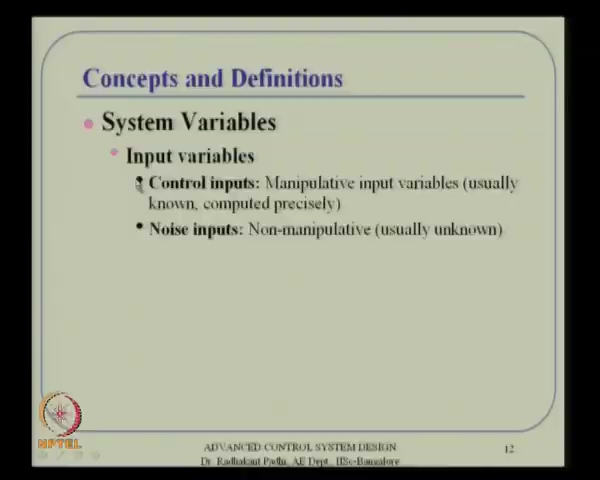 Concepts and Definitions
System Variables
Input variables
Control inputs: Manipulative input variables (usually
known, computed precisely)
Noise inputs: Non-manipulative (usually unknown)
NPTEL
ADVANCED CONTROL SYSTEM DESIGN
12
Dr. Radhakant Padhi, AE Dept., IISc-Bangalore